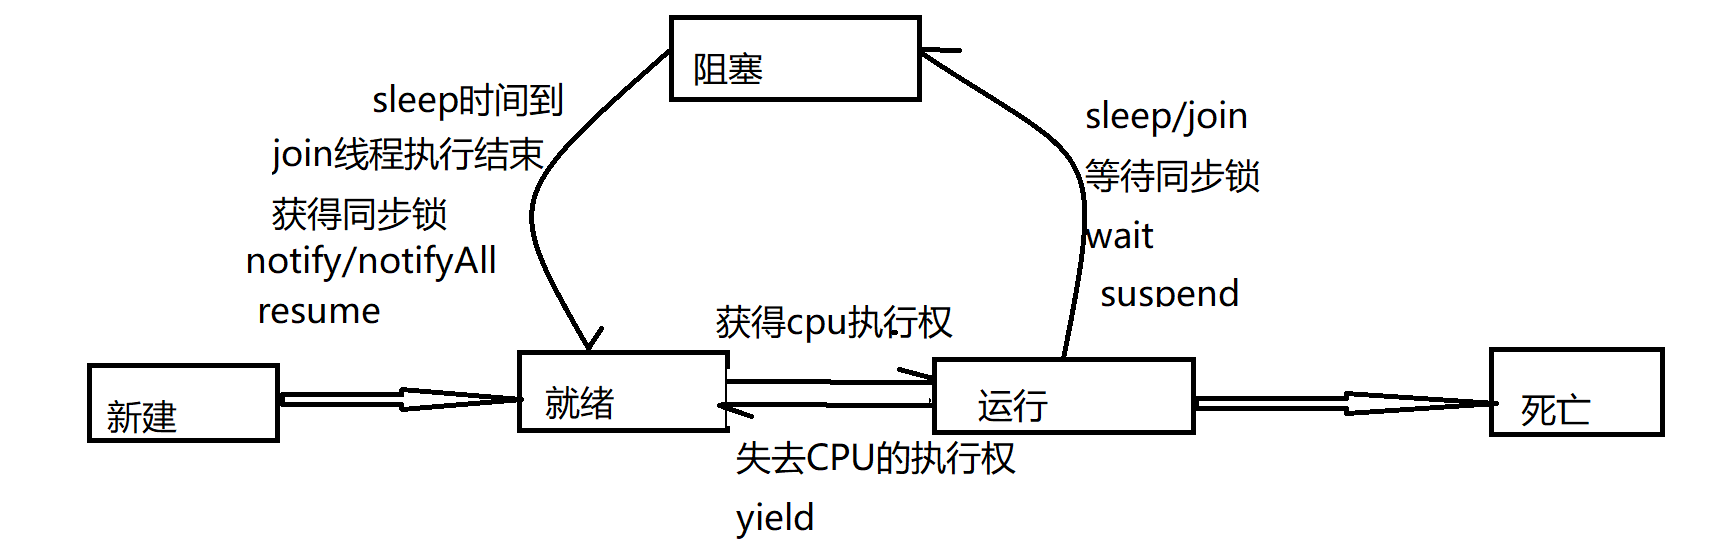 阻塞
sleep时间到
join线程执行结束
获得同步锁
notify/notifyAll
resume
sleep/join
等待同步锁
wait
suspend
获得cpu执行权
新建
就绪
运行
死亡
失去CPU的执行权
yield